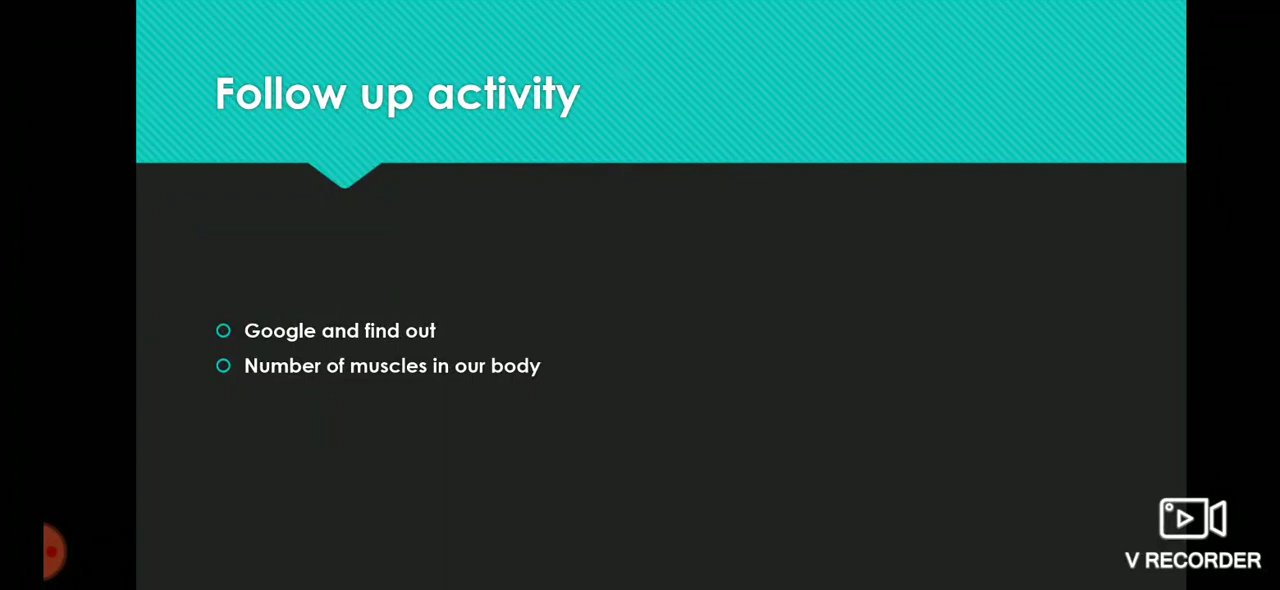 Follow up activity
Google and find out
Number of muscles in our body
V RECORDER